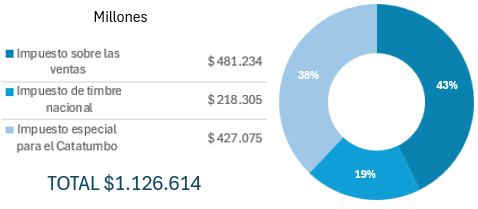 Millones
Impuesto sobre las
ventas
$ 481.234
Impuesto de timbre
nacional
$ 218.305
Impuesto especial
para el Catatumbo
$ 427.075
TOTAL $1.126.614
43%
19%
38%